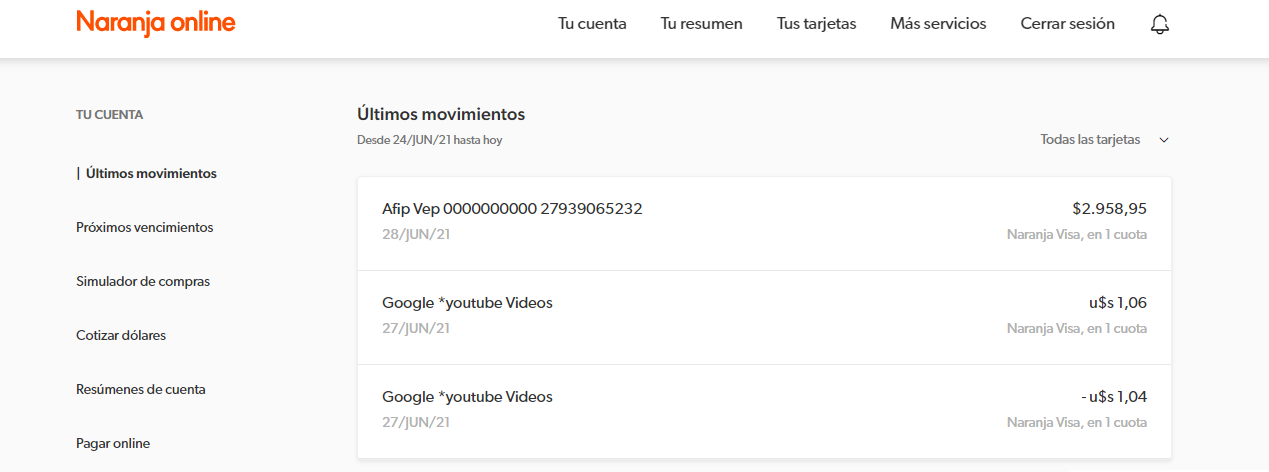 Naranja online
Tu cuenta Tu resumen Tus tarjetas Más servicios Cerrar sesión
TU CUENTA
Últimos movimientos
Próximos vencimientos
Simulador de compras
Cotizar dólares
Resúmenes de cuenta
Pagar online
Últimos movimientos
Desde 24/JUN/21 hasta hoy
Todas las tarjetas
Afip Vep 0000000000 27939065232 $2.958,95
28/JUN/21 Naranja Visa, en 1 cuota
Google *youtube Videos u$s 1,06
27/JUN/21 Naranja Visa, en 1 cuota
Google *youtube Videos - u$s 1,04
27/JUN/21 Naranja Visa, en 1 cuota